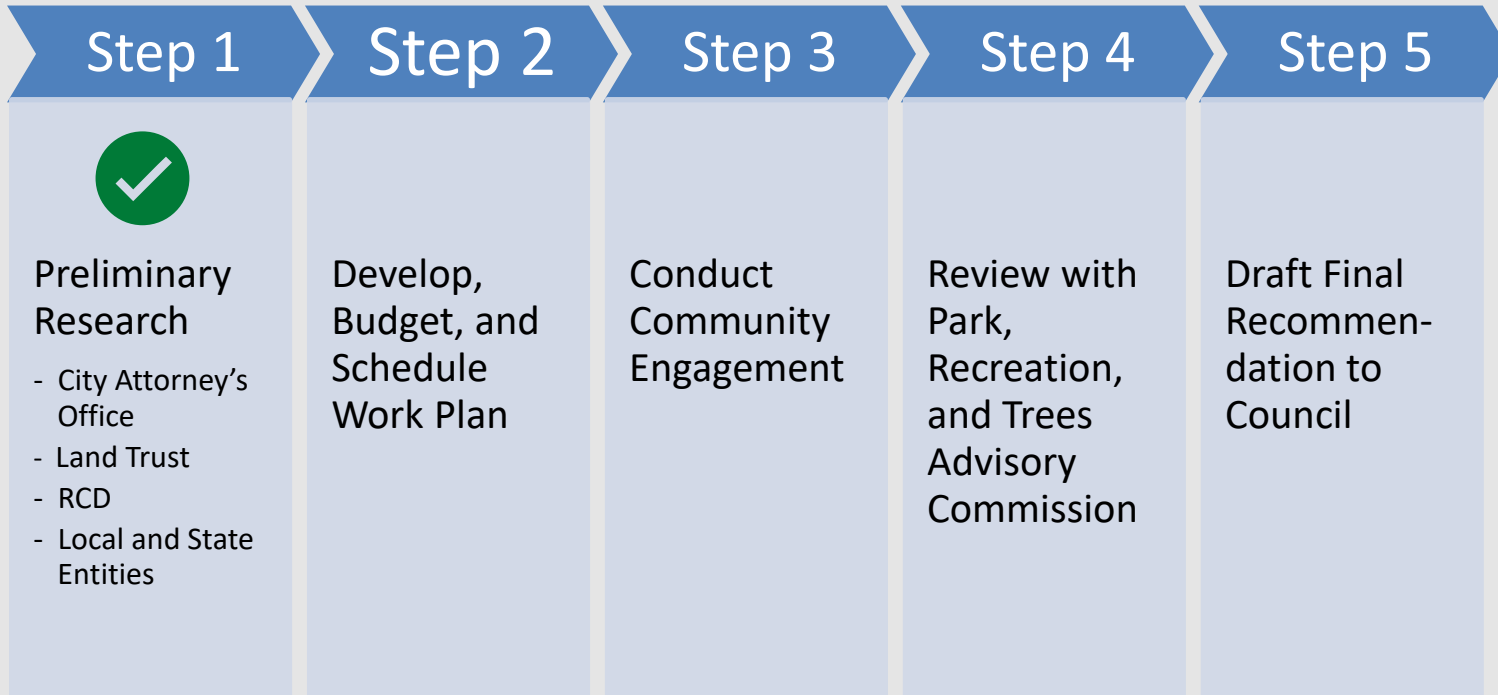 Step 1
Step 2
Step 3
Step 4
Step 5
Preliminary
Research
- City Attorney’s
Office
- Land Trust
- RCD
- Local and State
Entities
Develop,
Budget, and
Schedule
Work Plan
Conduct
Community
Engagement
Review with
Park,
Recreation,
and Trees
Advisory
Commission
Draft Final
Recommen-
dation to
Council